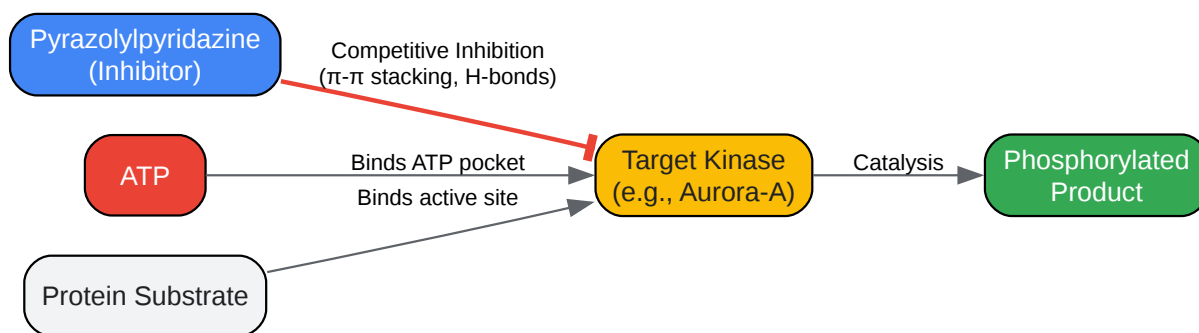 Pyrazolylpyridazine
(Inhibitor)
Competitive Inhibition
(π-π stacking, H-bonds)
ATP
Binds ATP pocket
Binds active site
Target Kinase
(e.g., Aurora-A)
Catalysis
Phosphorylated
Product
Protein Substrate